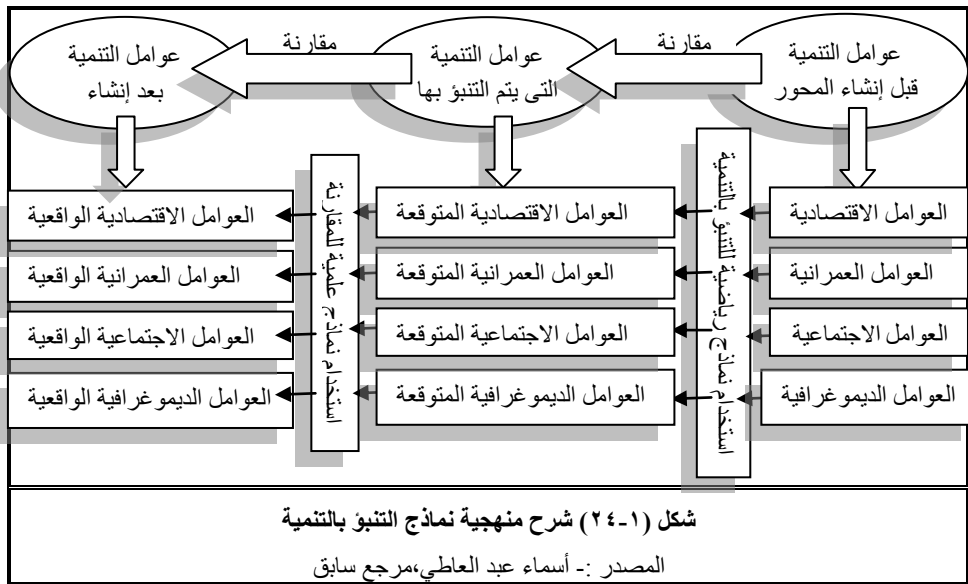 عوامل التنمية
قبل إنشاء المحور
مقارنة
عوامل التنمية
التى يتم التنبؤ بها
مقارنة
عوامل التنمية
بعد إنشاء
العوامل الاقتصادية
العوامل العمرانية
العوامل الاجتماعية
العوامل الديموغرافية
استخدام نماذج رياضية للتنبؤ بالتنمية
العوامل الاقتصادية المتوقعة
العوامل العمرانية المتوقعة
العوامل الاجتماعية المتوقعة
العوامل الديموغرافية المتوقعة
استخدام نماذج علمية للمقارنة
العوامل الاقتصادية الواقعية
العوامل العمرانية الواقعية
العوامل الاجتماعية الواقعية
العوامل الديموغرافية الواقعية
شكل (١-٢٤) شرح منهجية نماذج التنبؤ بالتنمية
المصدر :- أسماء عبد العاطي،مرجع سابق